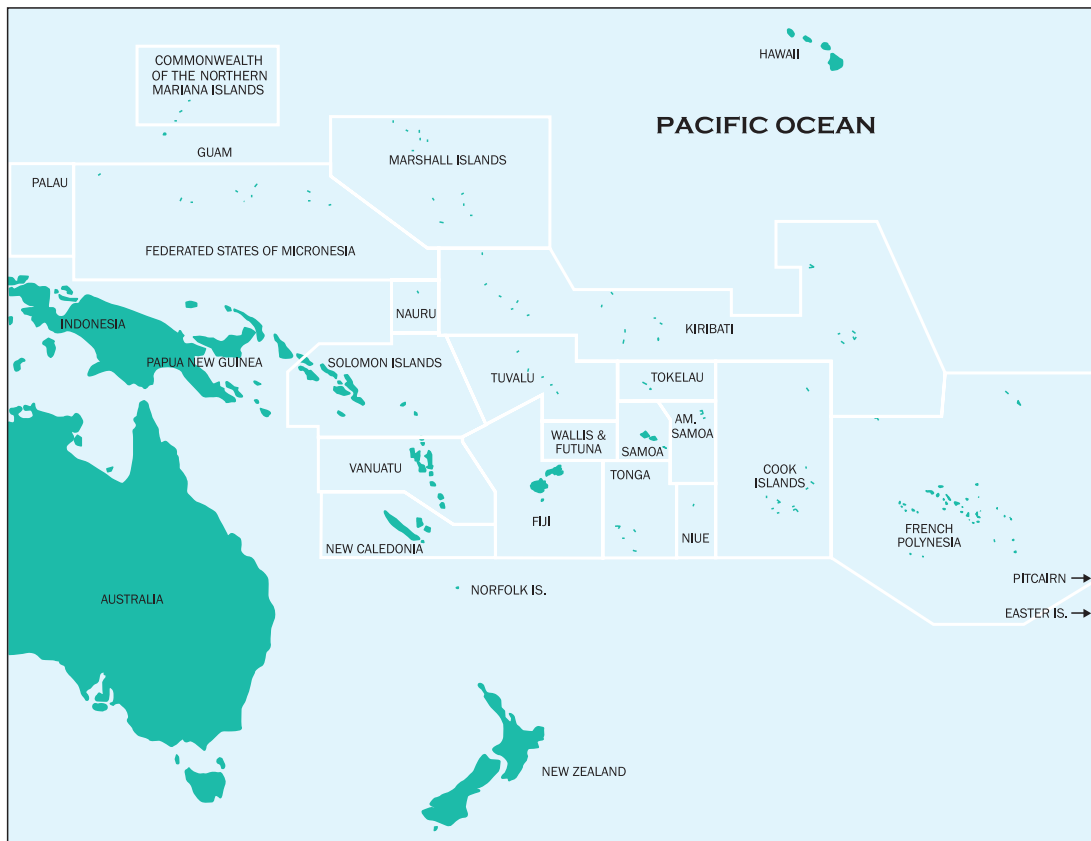 HAWAII
COMMONWEALTH
OF THE NORTHERN
MARIANA ISLANDS
PACIFIC OCEAN
GUAM
MARSHALL ISLANDS
PALAU
FEDERATED STATES OF MICRONESIA
NAURU
INDONESIA
KIRIBATI
PAPUA NEW GUINEA
SOLOMON ISLANDS
TUVALU
TOKELAU
AM.
SAMOA
WALLIS &
FUTUNA
SAMOA
VANUATU
TONGA
COOK
ISLANDS
FIJI
NIUE
FRENCH
POLYNESIA
NEW CALEDONIA
PITCAIRN
NORFOLK IS.
AUSTRALIA
EASTER IS.
NEW ZEALAND